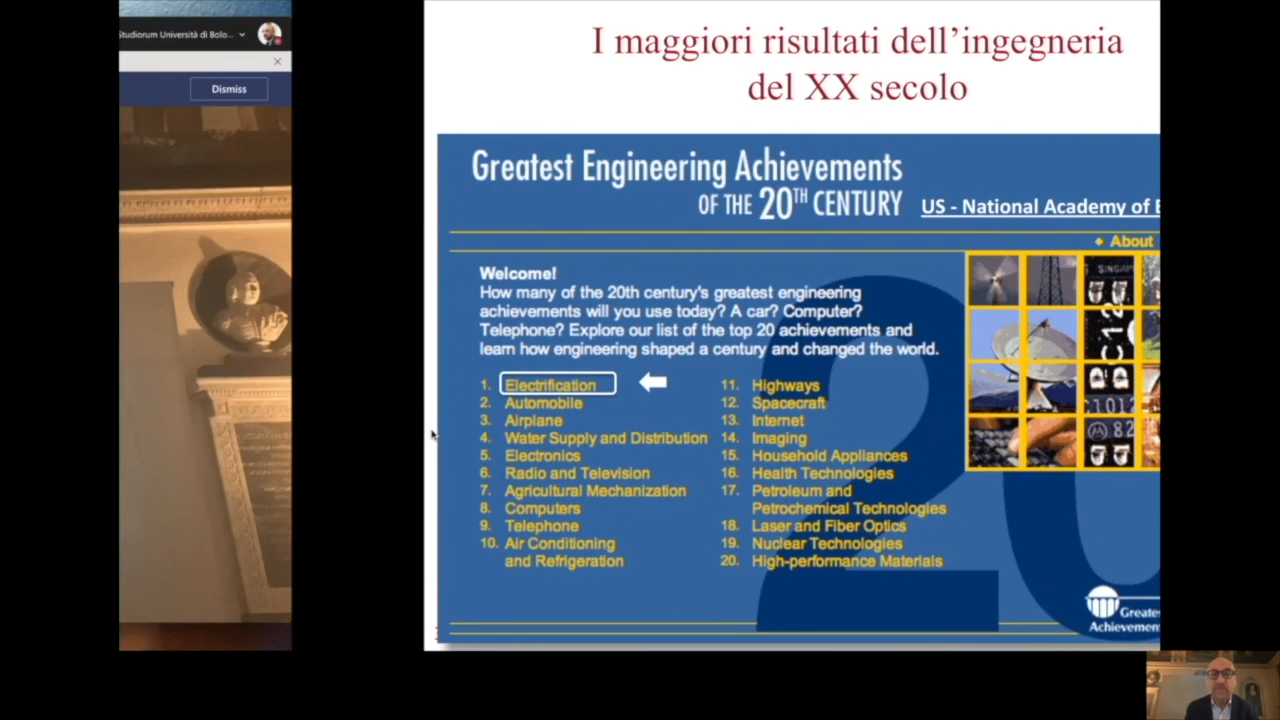 Studiorum Università di Bolo...
Dismiss
I maggiori risultati dell'ingegneria
del XX secolo
Greatest Engineering Achievements
OF THE 20TH CENTURY
US - National Academy of E
About
Welcome!
How many of the 20th century's greatest engineering
achievements will you use today? A car? Computer?
Telephone? Explore our list of the top 20 achievements and
learn how engineering shaped a century and changed the world.
1. Electrification
2. Automobile
3. Airplane
4. Water Supply and Distribution
5. Electronics
6. Radio and Television
7. Agricultural Mechanization
8. Computers
9. Telephone
10. Air Conditioning
and Refrigeration
11. Highways
12. Spacecraft
13. Internet
14. Imaging
15. Household Appliances
16. Health Technologies
17. Petroleum and
Petrochemical Technologies
18. Laser and Fiber Optics
19. Nuclear Technologies
20. High-performance Materials
20
Greates
Achievemen